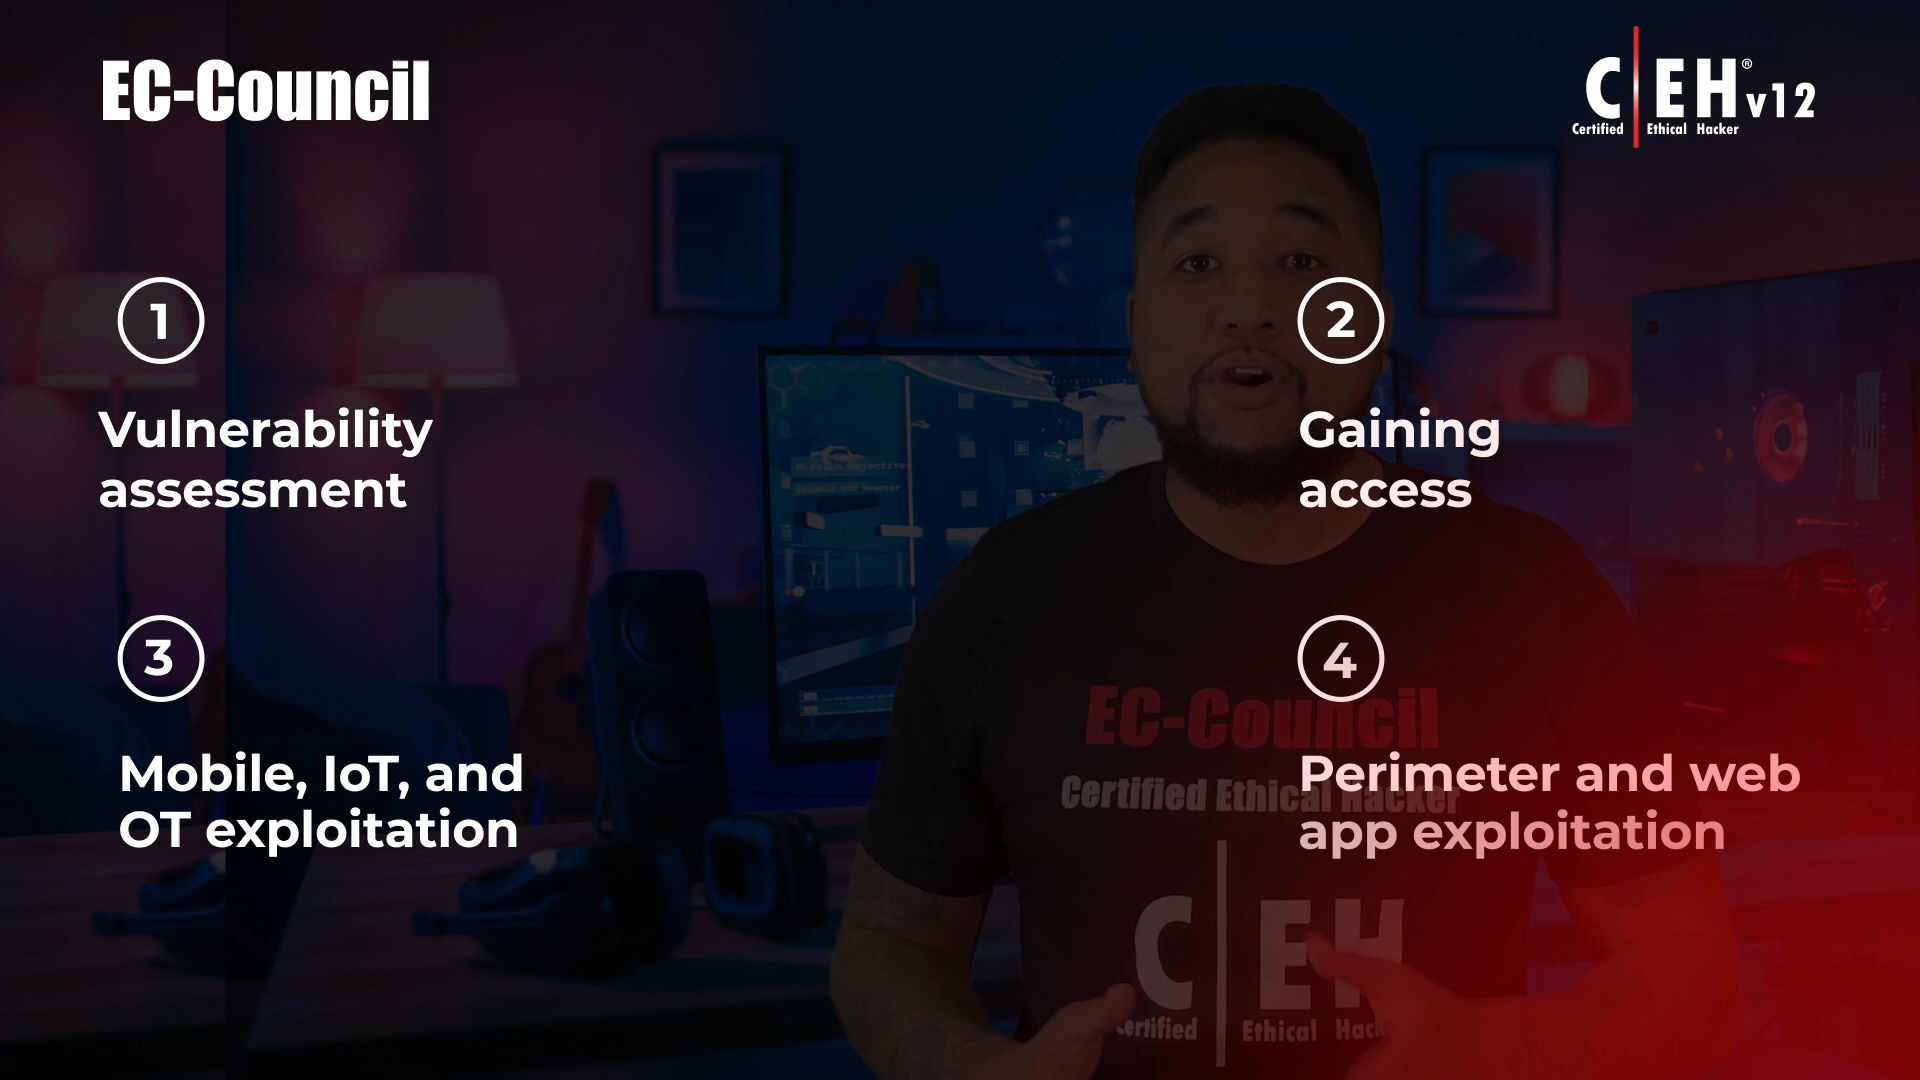 EC-Council
C|EH® v12
Certified Ethical Hacker
1
Vulnerability
assessment
2
Gaining
access
3
Mobile, IoT, and
OT exploitation
4
Perimeter and web
app exploitation
EC-Council
Certified Ethical Hacker
C|EH
Ethical